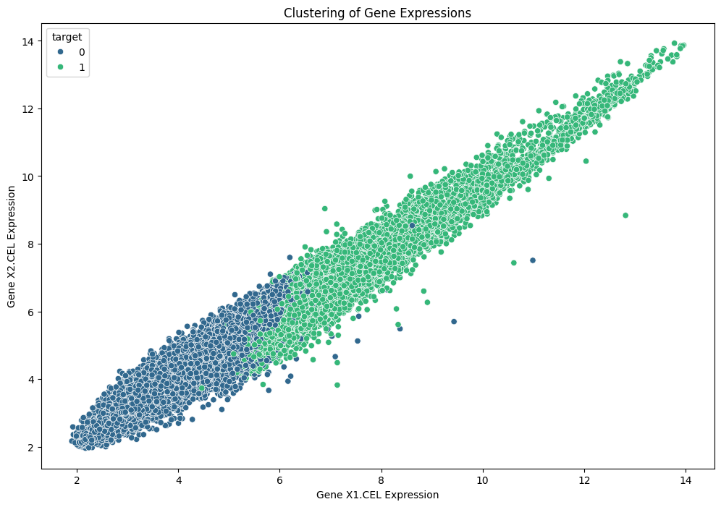 Clustering of Gene Expressions
target
0
1
14
12
10
8
6
4
2
Gene X2.CEL Expression
2 4 6 8 10 12 14
Gene X1.CEL Expression